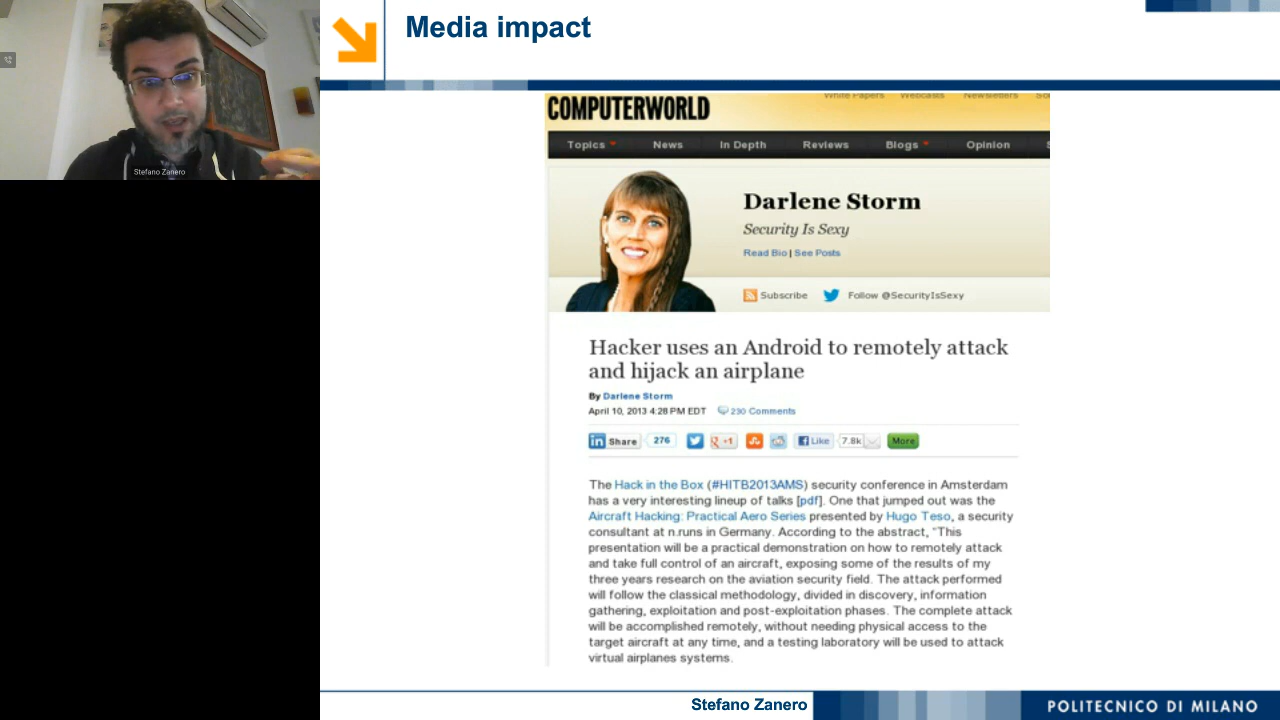 Stefano Zanero
Media impact
COMPUTERWORLD
White Papers Webcasts Newsletters
Topics News In Depth Reviews Blogs Opinion
Darlene Storm
Security Is Sexy
Read Bio | See Posts
Subscribe Follow @SecurityIsSexy
Hacker uses an Android to remotely attack
and hijack an airplane
By Darlene Storm
April 10, 2013 4:28 PM EDT 230 Comments
in Share 276 +1 Like 7.8k More
The Hack in the Box (#HITB2013AMS) security conference in Amsterdam
has a very interesting lineup of talks [pdf]. One that jumped out was the
Aircraft Hacking: Practical Aero Series presented by Hugo Teso, a security
consultant at n.runs in Germany. According to the abstract, "This
presentation will be a practical demonstration on how to remotely attack
and take full control of an aircraft, exposing some of the results of my
three years research on the aviation security field. The attack performed
will follow the classical methodology, divided in discovery, information
gathering, exploitation and post-exploitation phases. The complete attack
will be accomplished remotely, without needing physical access to the
target aircraft at any time, and a testing laboratory will be used to attack
virtual airplanes systems.
Stefano Zanero
POLITECNICO DI MILANO